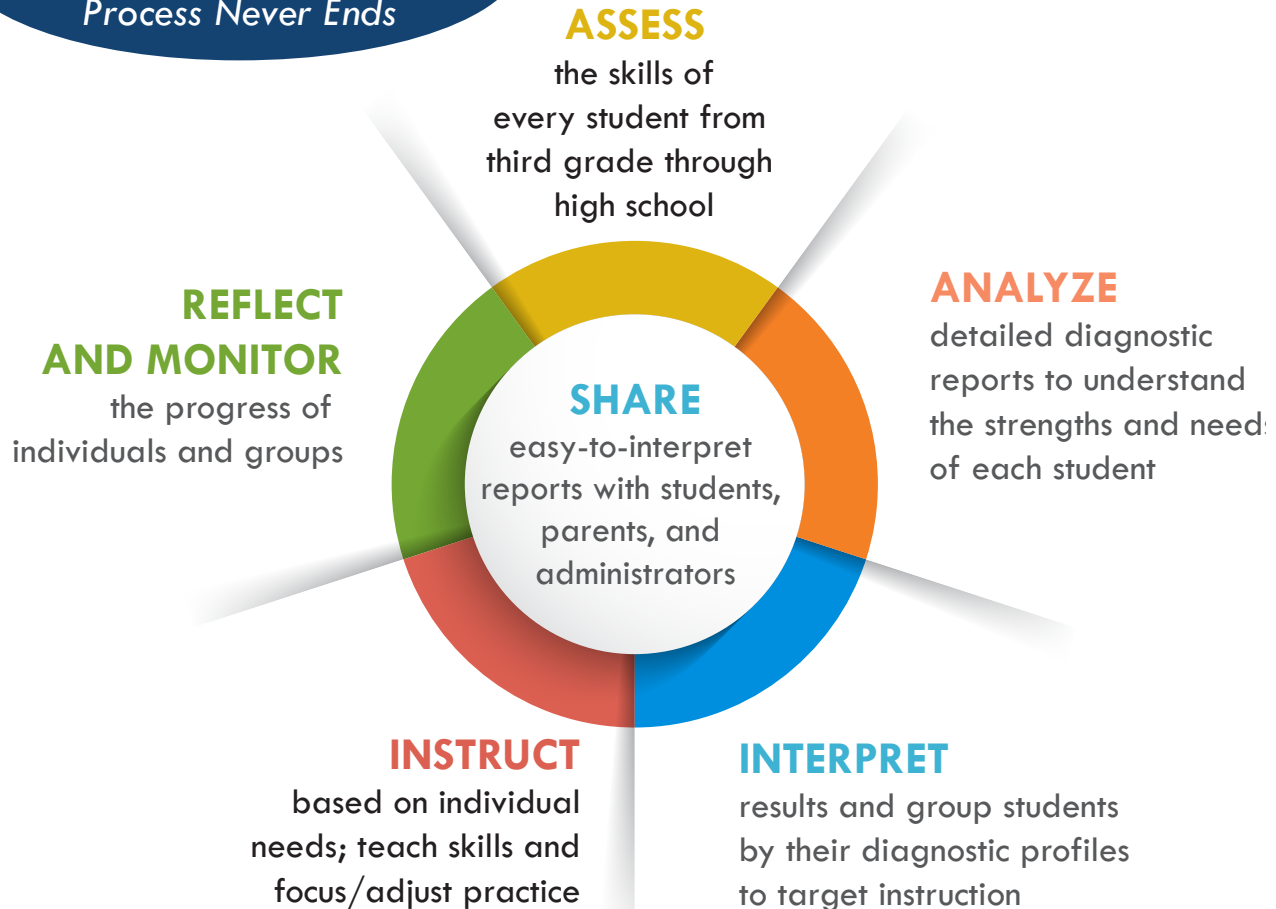 Process Never Ends
ASSESS
the skills of
every student from
third grade through
high school
ANALYZE
detailed diagnostic
reports to understand
the strengths and needs
of each student
INTERPRET
results and group students
by their diagnostic profiles
to target instruction
INSTRUCT
based on individual
needs; teach skills and
focus/adjust practice
REFLECT
AND MONITOR
the progress of
individuals and groups
SHARE
easy-to-interpret
reports with students,
parents, and
administrators